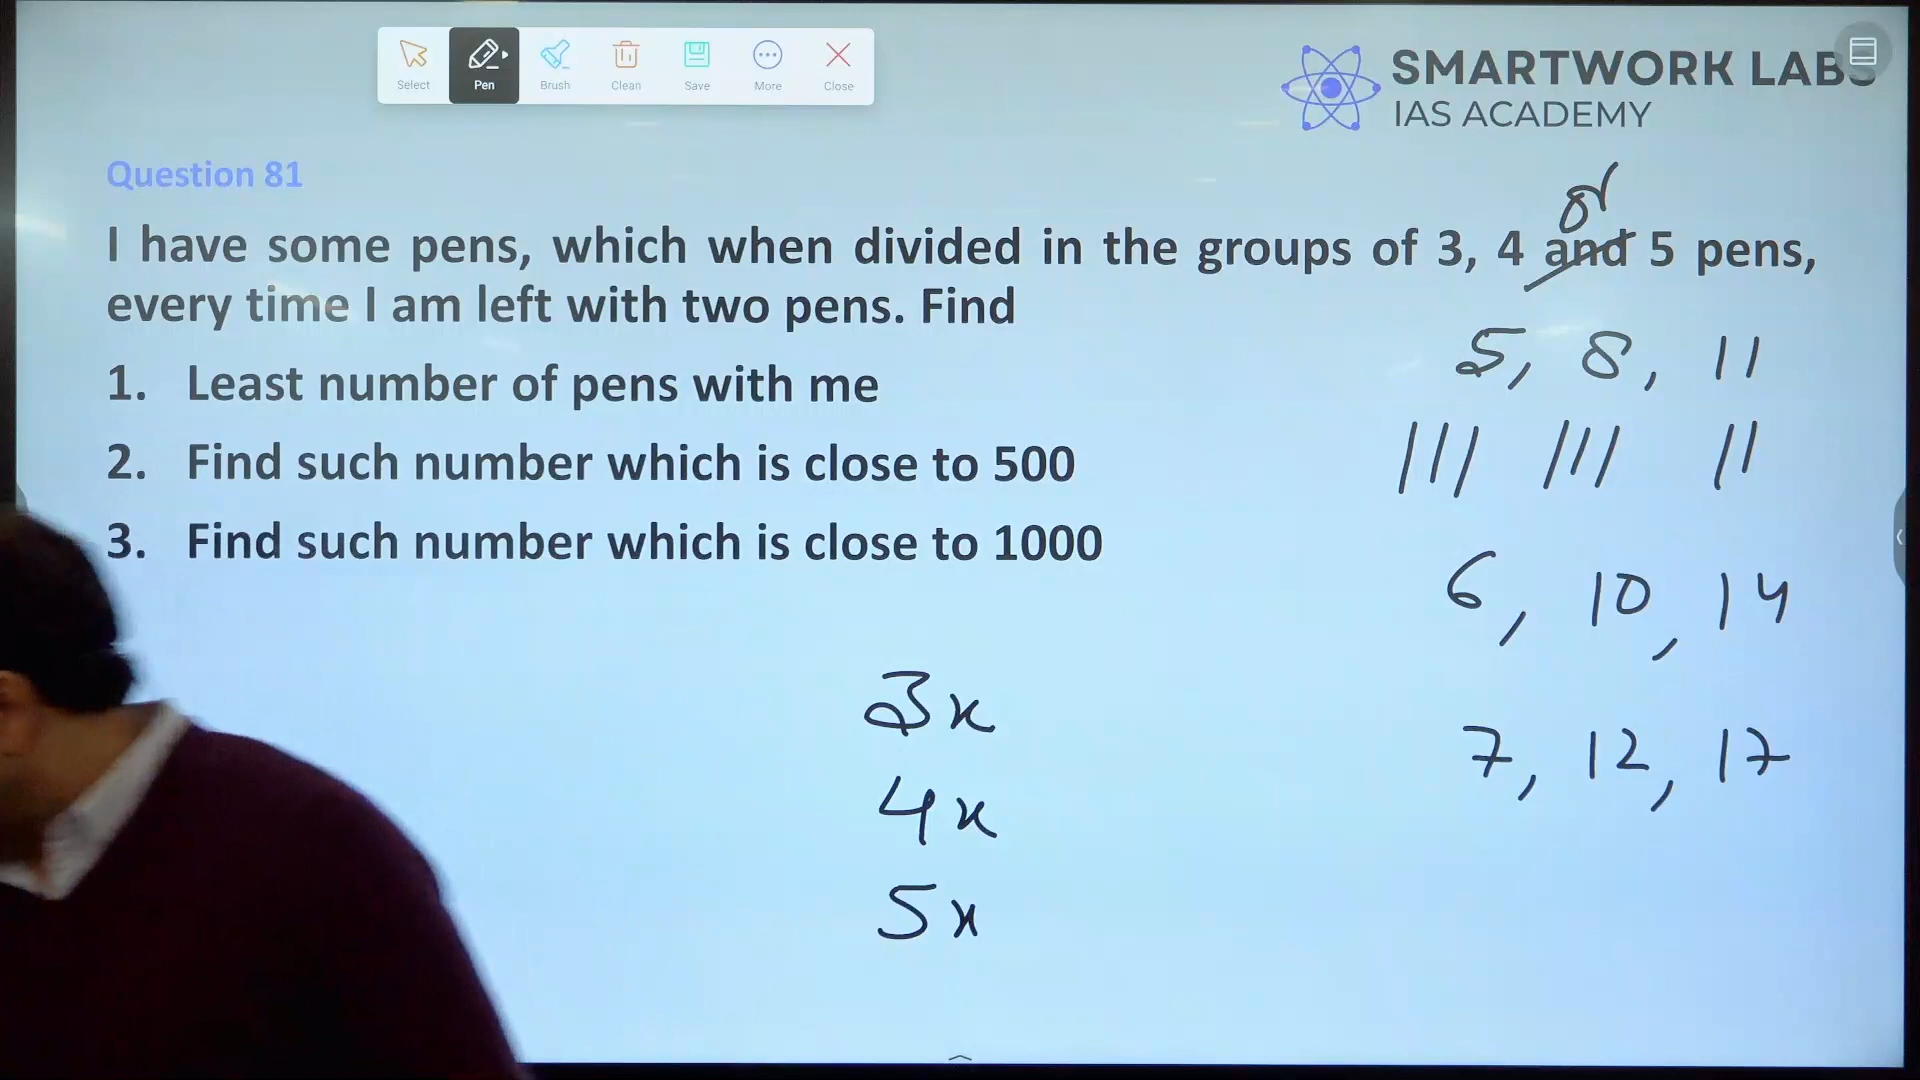 Select Pen Brush Clean Save More Close
SMARTWORK LABS
IAS ACADEMY
Question 81
or
I have some pens, which when divided in the groups of 3, 4 and 5 pens,
every time I am left with two pens. Find
1. Least number of pens with me
2. Find such number which is close to 500
3. Find such number which is close to 1000
5, 8, 11
||| ||| ||
6, 10, 14
7, 12, 17
3x
4x
5x